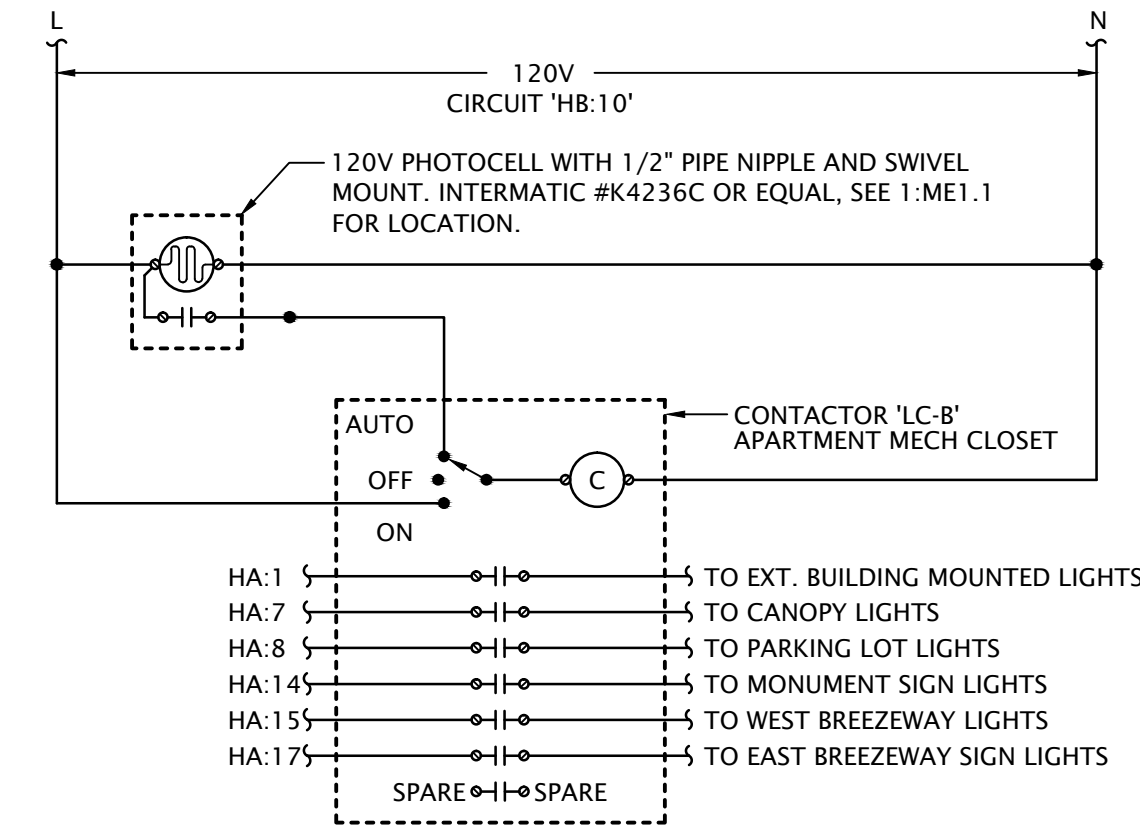 L
N
120V
CIRCUIT 'HB:10'
120V PHOTOCELL WITH 1/2" PIPE NIPPLE AND SWIVEL
MOUNT. INTERMATIC #K4236C OR EQUAL, SEE 1:ME1.1
FOR LOCATION.
CONTACTOR 'LC-B'
APARTMENT MECH CLOSET
AUTO
OFF
ON
C
HA:1 TO EXT. BUILDING MOUNTED LIGHTS
HA:7 TO CANOPY LIGHTS
HA:8 TO PARKING LOT LIGHTS
HA:14 TO MONUMENT SIGN LIGHTS
HA:15 TO WEST BREEZEWAY LIGHTS
HA:17 TO EAST BREEZEWAY SIGN LIGHTS
SPARE SPARE